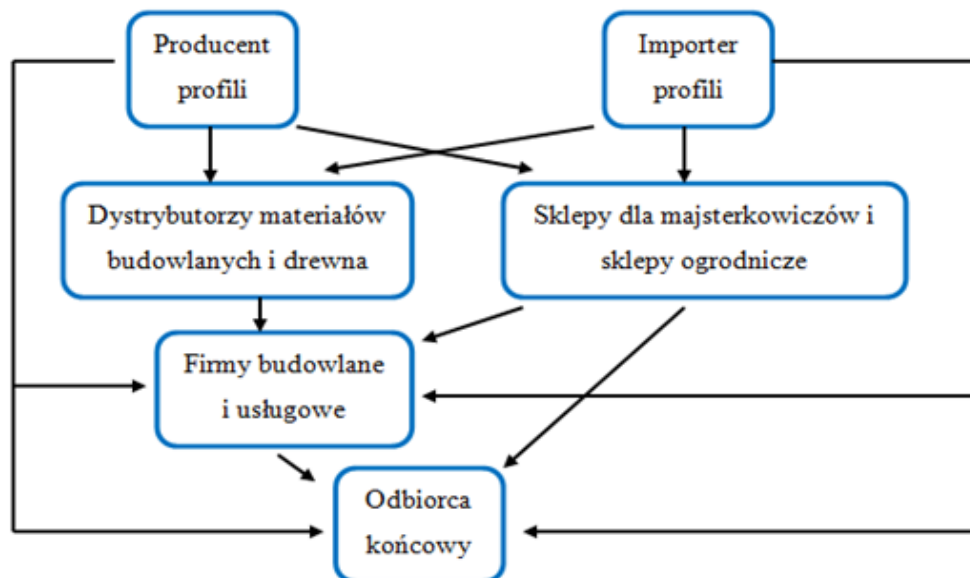 Producent
profili
Importer
profili
Dystrybutorzy materiałów
budowlanych i drewna
Sklepy dla majsterkowiczów i
sklepy ogrodnicze
Firmy budowlane
i usługowe
Odbiorca
końcowy